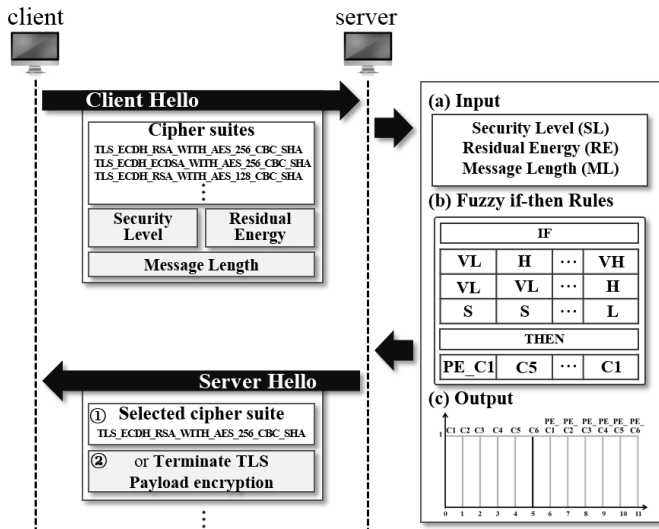 client
server
Client Hello
Cipher suites
TLS_ECDH_RSA_WITH_AES_256_CBC_SHA
TLS_ECDH_ECDSA_WITH_AES_256_CBC_SHA
TLS_ECDH_RSA_WITH_AES_128_CBC_SHA
⋮
Security
Level
Residual
Energy
Message Length
(a) Input
Security Level (SL)
Residual Energy (RE)
Message Length (ML)
(b) Fuzzy if-then Rules
IF
VL H ⋯ VH
VL VL ⋯ H
S S ⋯ L
THEN
PE_C1 C5 ⋯ C1
Server Hello
① Selected cipher suite
TLS_ECDH_RSA_WITH_AES_256_CBC_SHA
② or Terminate TLS
Payload encryption
⋮
(c) Output
PE_ PE_ PE_ PE_ PE_ PE_
C1 C2 C3 C4 C5 C6 C1 C2 C3 C4 C5 C6
1
0 1 2 3 4 5 6 7 8 9 10 11